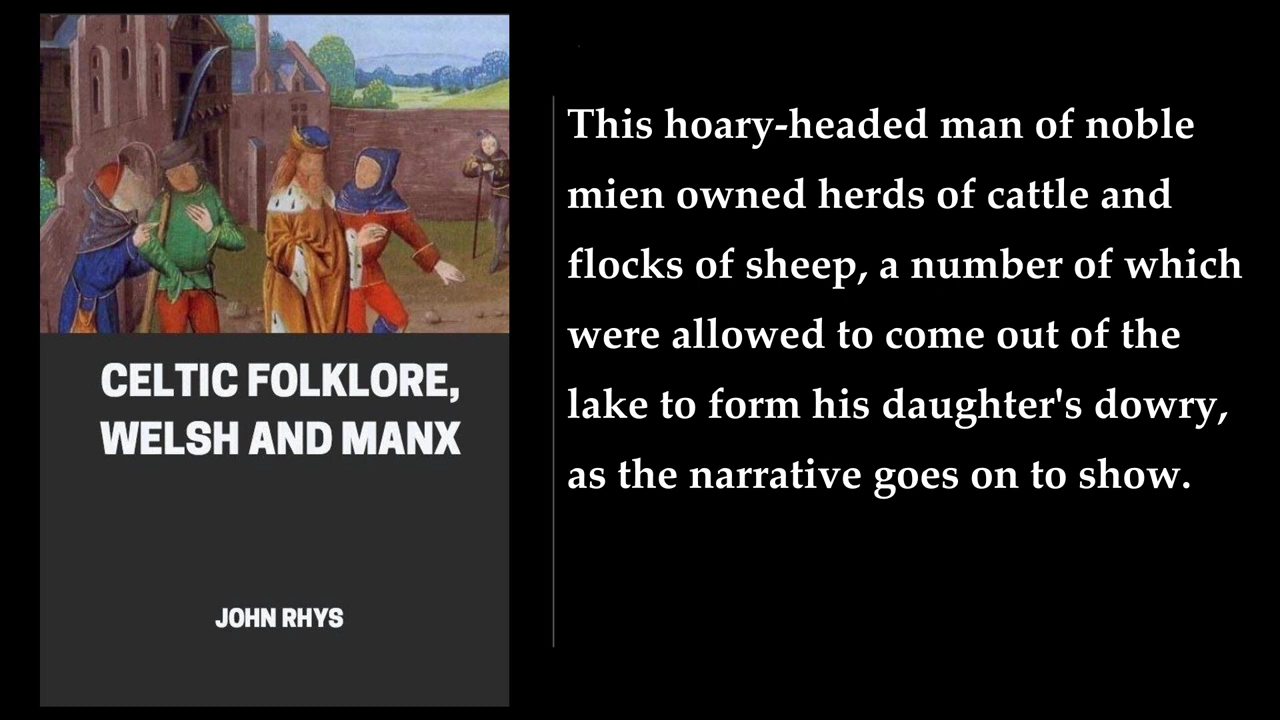 CELTIC FOLKLORE,
WELSH AND MANX
JOHN RHYS
This hoary-headed man of noble
mien owned herds of cattle and
flocks of sheep, a number of which
were allowed to come out of the
lake to form his daughter's dowry,
as the narrative goes on to show.